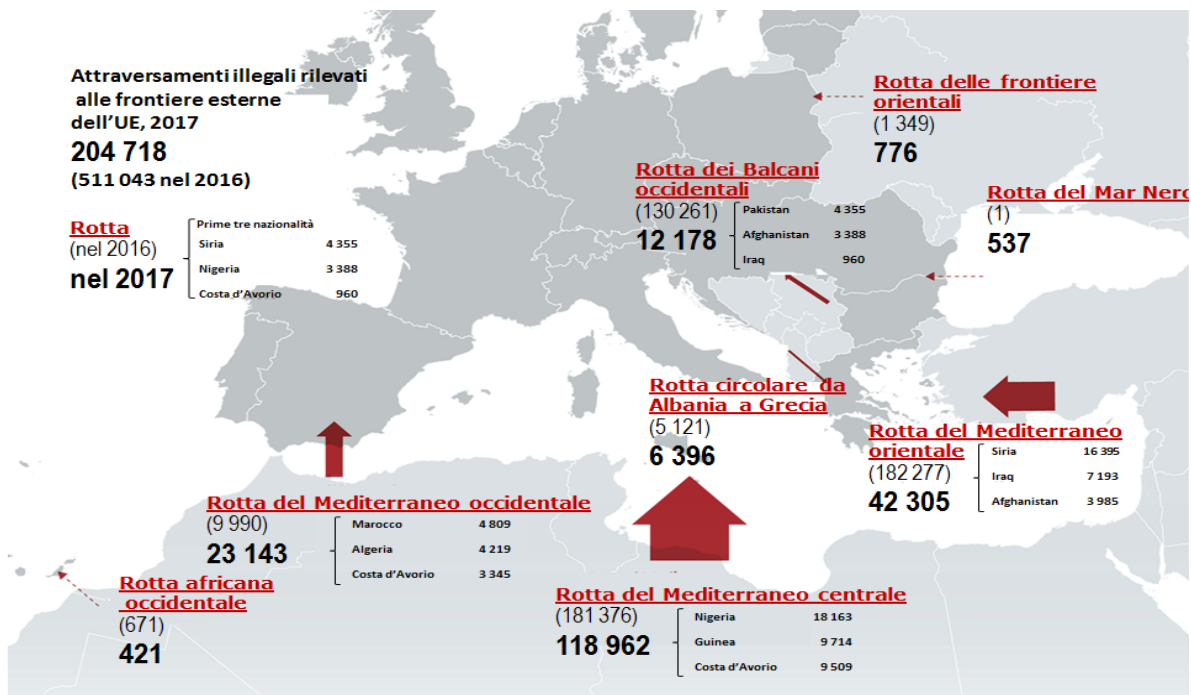 Attraversamenti illegali rilevati
alle frontiere esterne
dell'UE, 2017
204 718
(511 043 nel 2016)
Rotta
(nel 2016)
nel 2017
Prime tre nazionalità
Siria 4 355
Nigeria 3 388
Costa d'Avorio 960
Rotta delle frontiere
orientali
(1 349)
776
Rotta dei Balcani
occidentali
(130 261)
12 178
Pakistan 4 355
Afghanistan 3 388
Iraq 960
Rotta del Mar Nero
(1)
537
Rotta circolare da
Albania a Grecia
(5 121)
6 396
Rotta del Mediterraneo
orientale
(182 277)
42 305
Siria 16 395
Iraq 7 193
Afghanistan 3 985
Rotta del Mediterraneo occidentale
(9 990)
23 143
Marocco 4 809
Algeria 4 219
Costa d'Avorio 3 345
Rotta africana
occidentale
(671)
421
Rotta del Mediterraneo centrale
(181 376)
118 962
Nigeria 18 163
Guinea 9 714
Costa d'Avorio 9 509